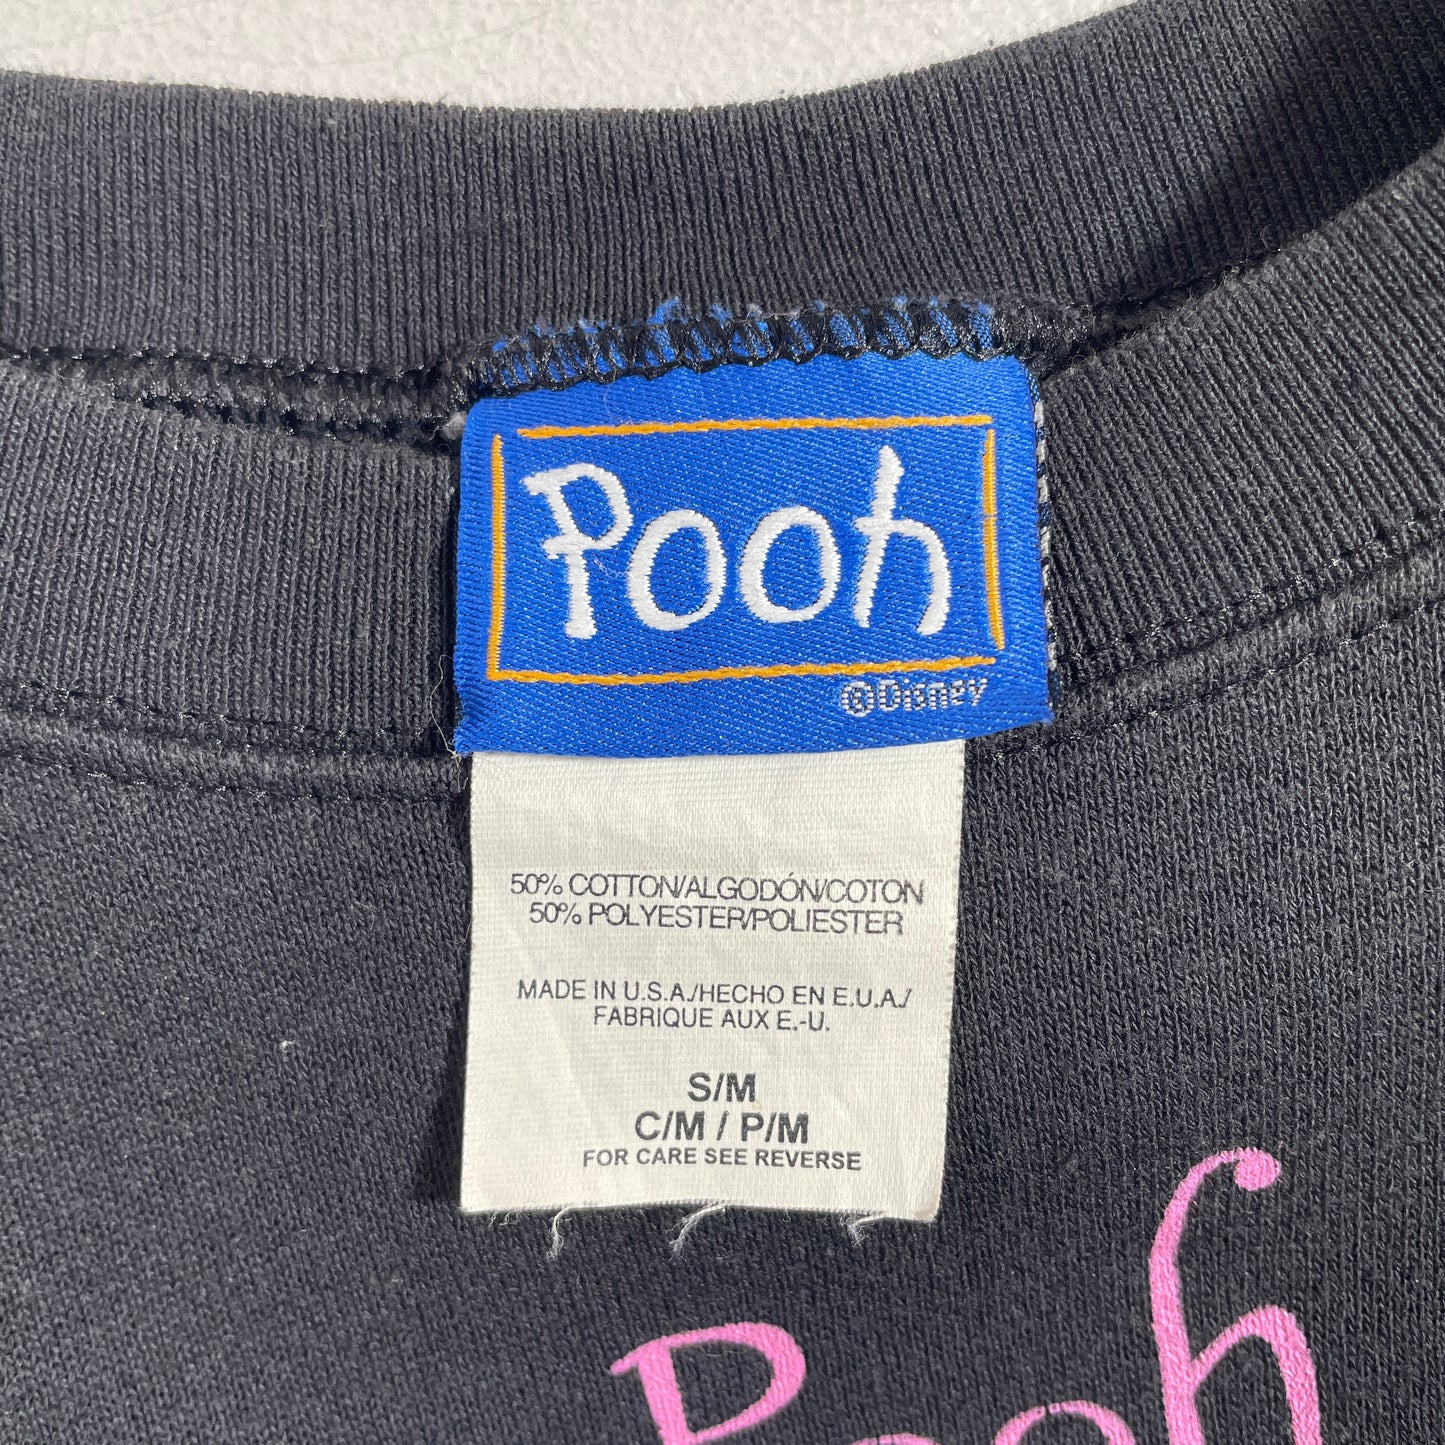 Pooh
©Disney
50% COTTON/ALGODÓN/COTON
50% POLYESTER/POLIESTER
MADE IN U.S.A./HECHO EN E.U.A./
FABRIQUE AUX E.-U.
S/M
C/M / P/M
FOR CARE SEE REVERSE
Pooh